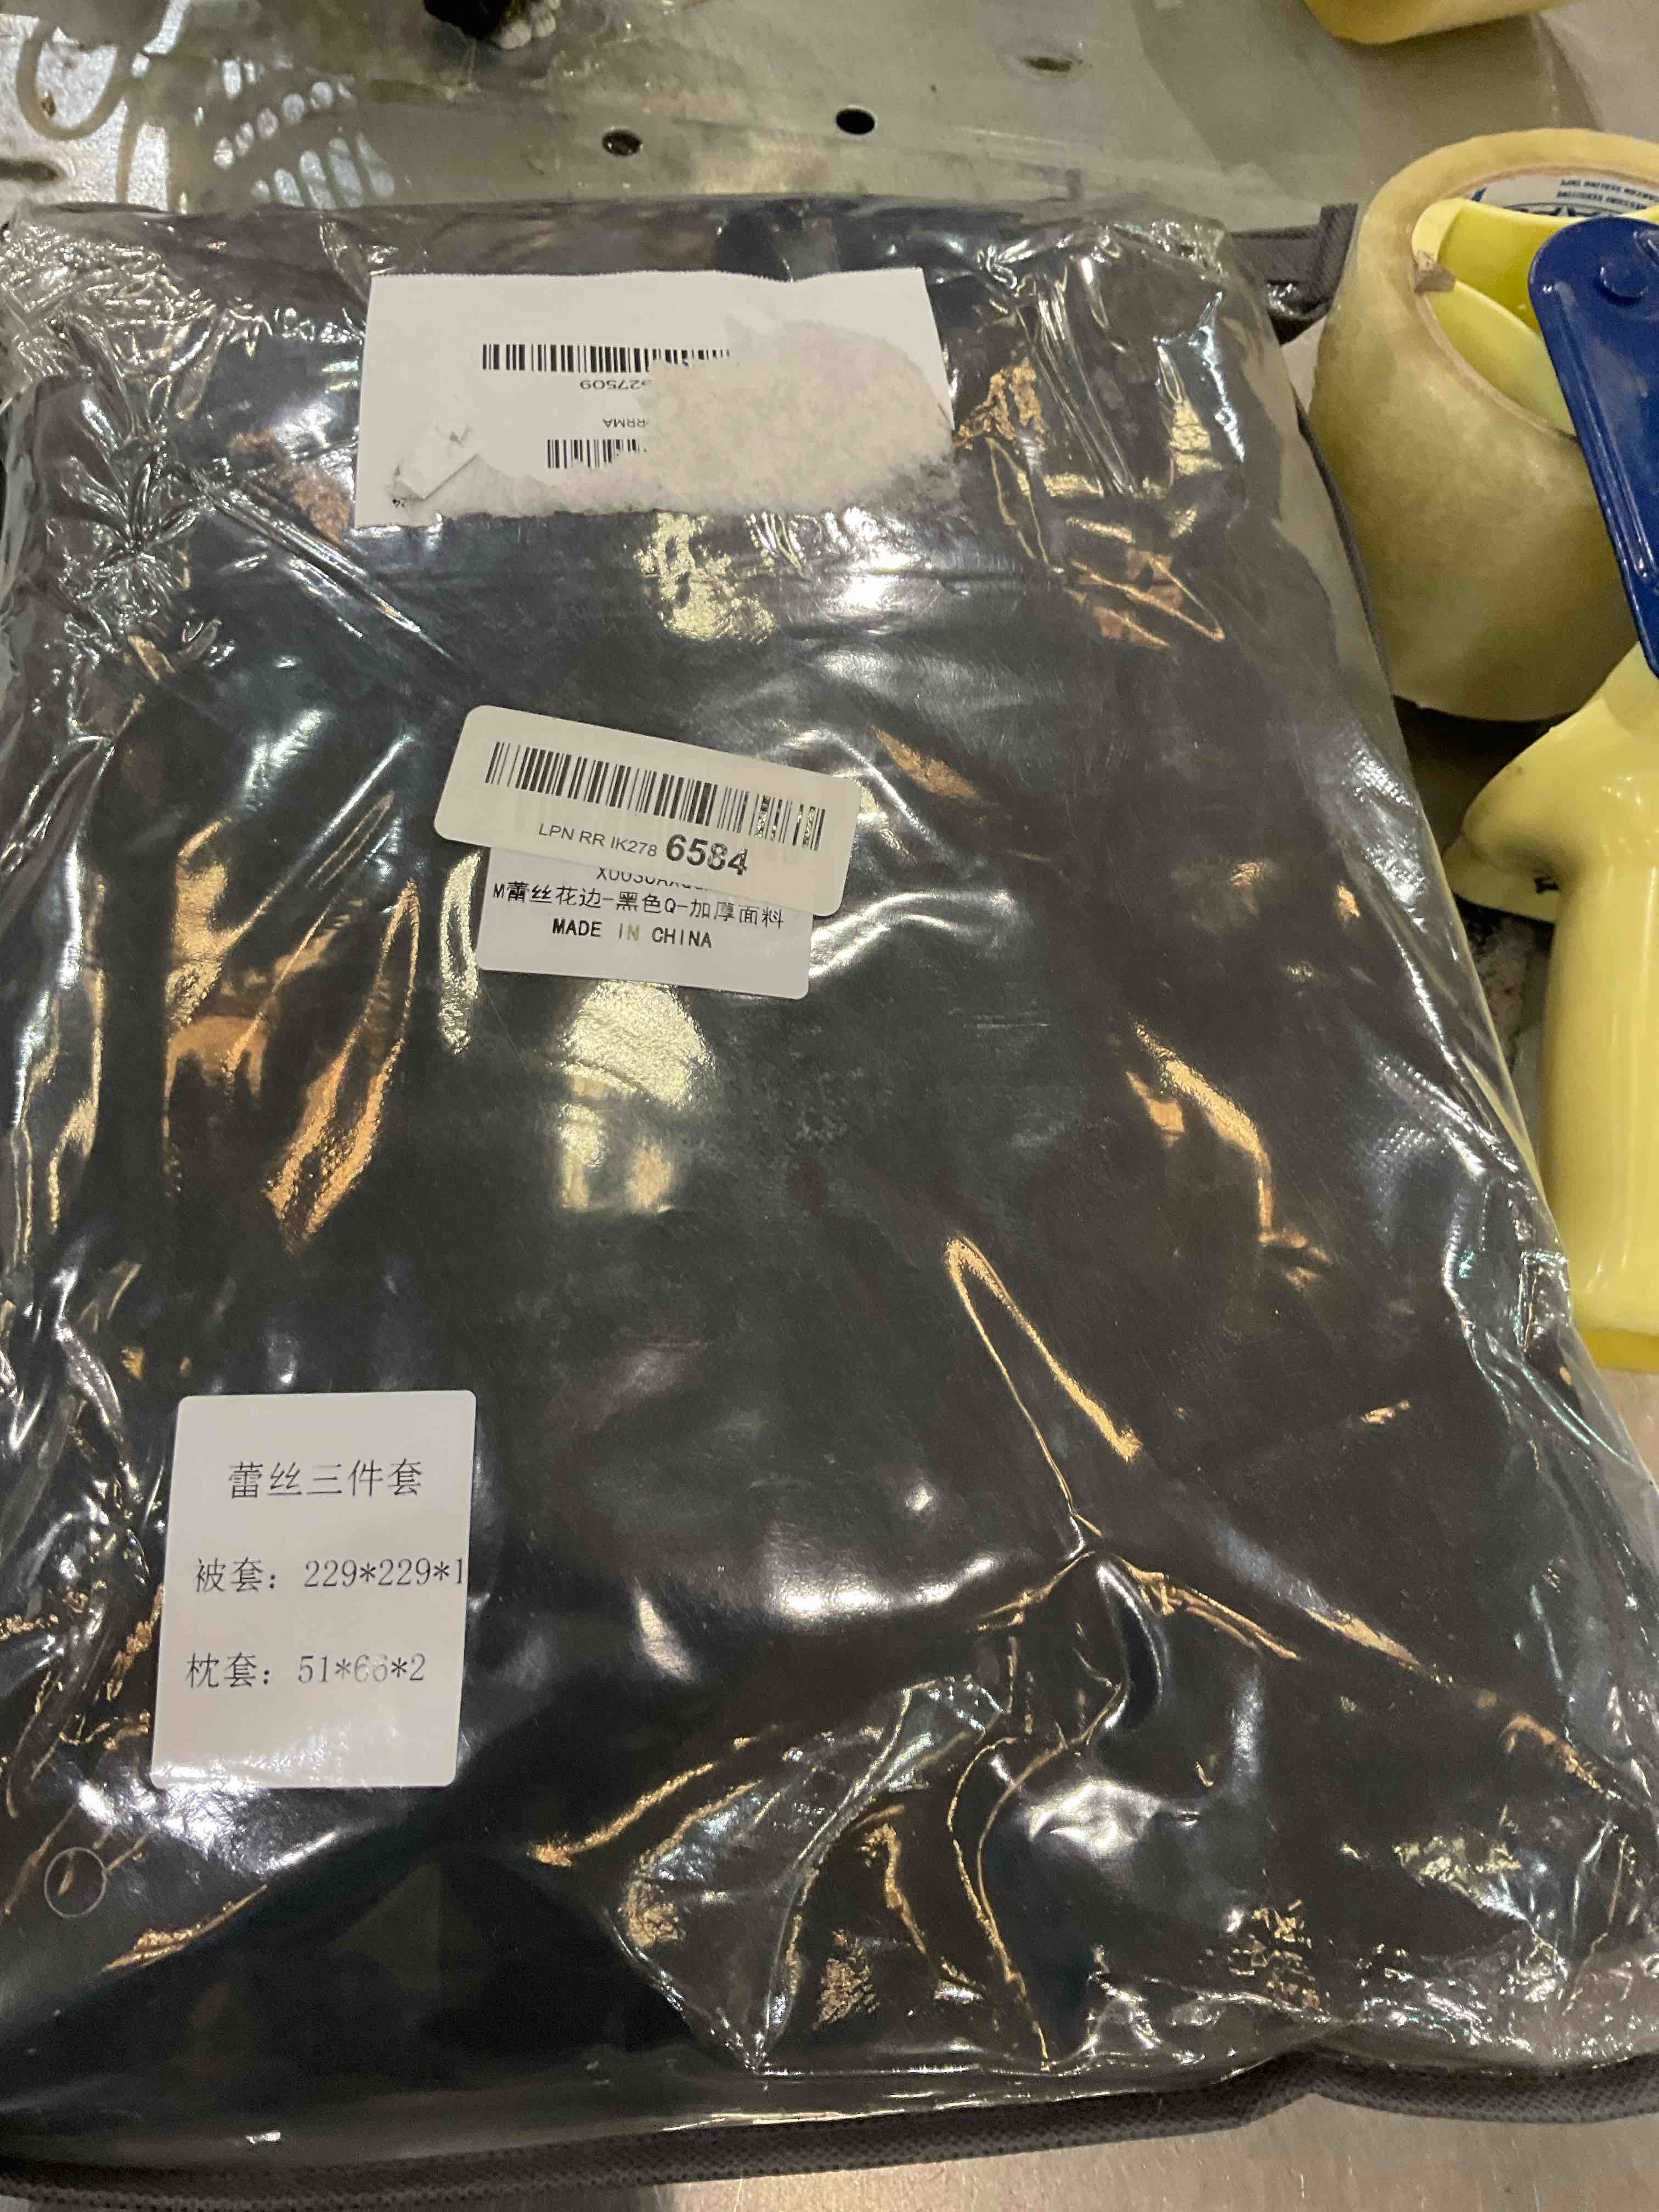 27509
RRMA
LPN RR IK278 6584
M蕾丝花边-黑色Q-加厚面料
MADE IN CHINA
蕾丝三件套
被套: 229*229*1
枕套: 51*66*2